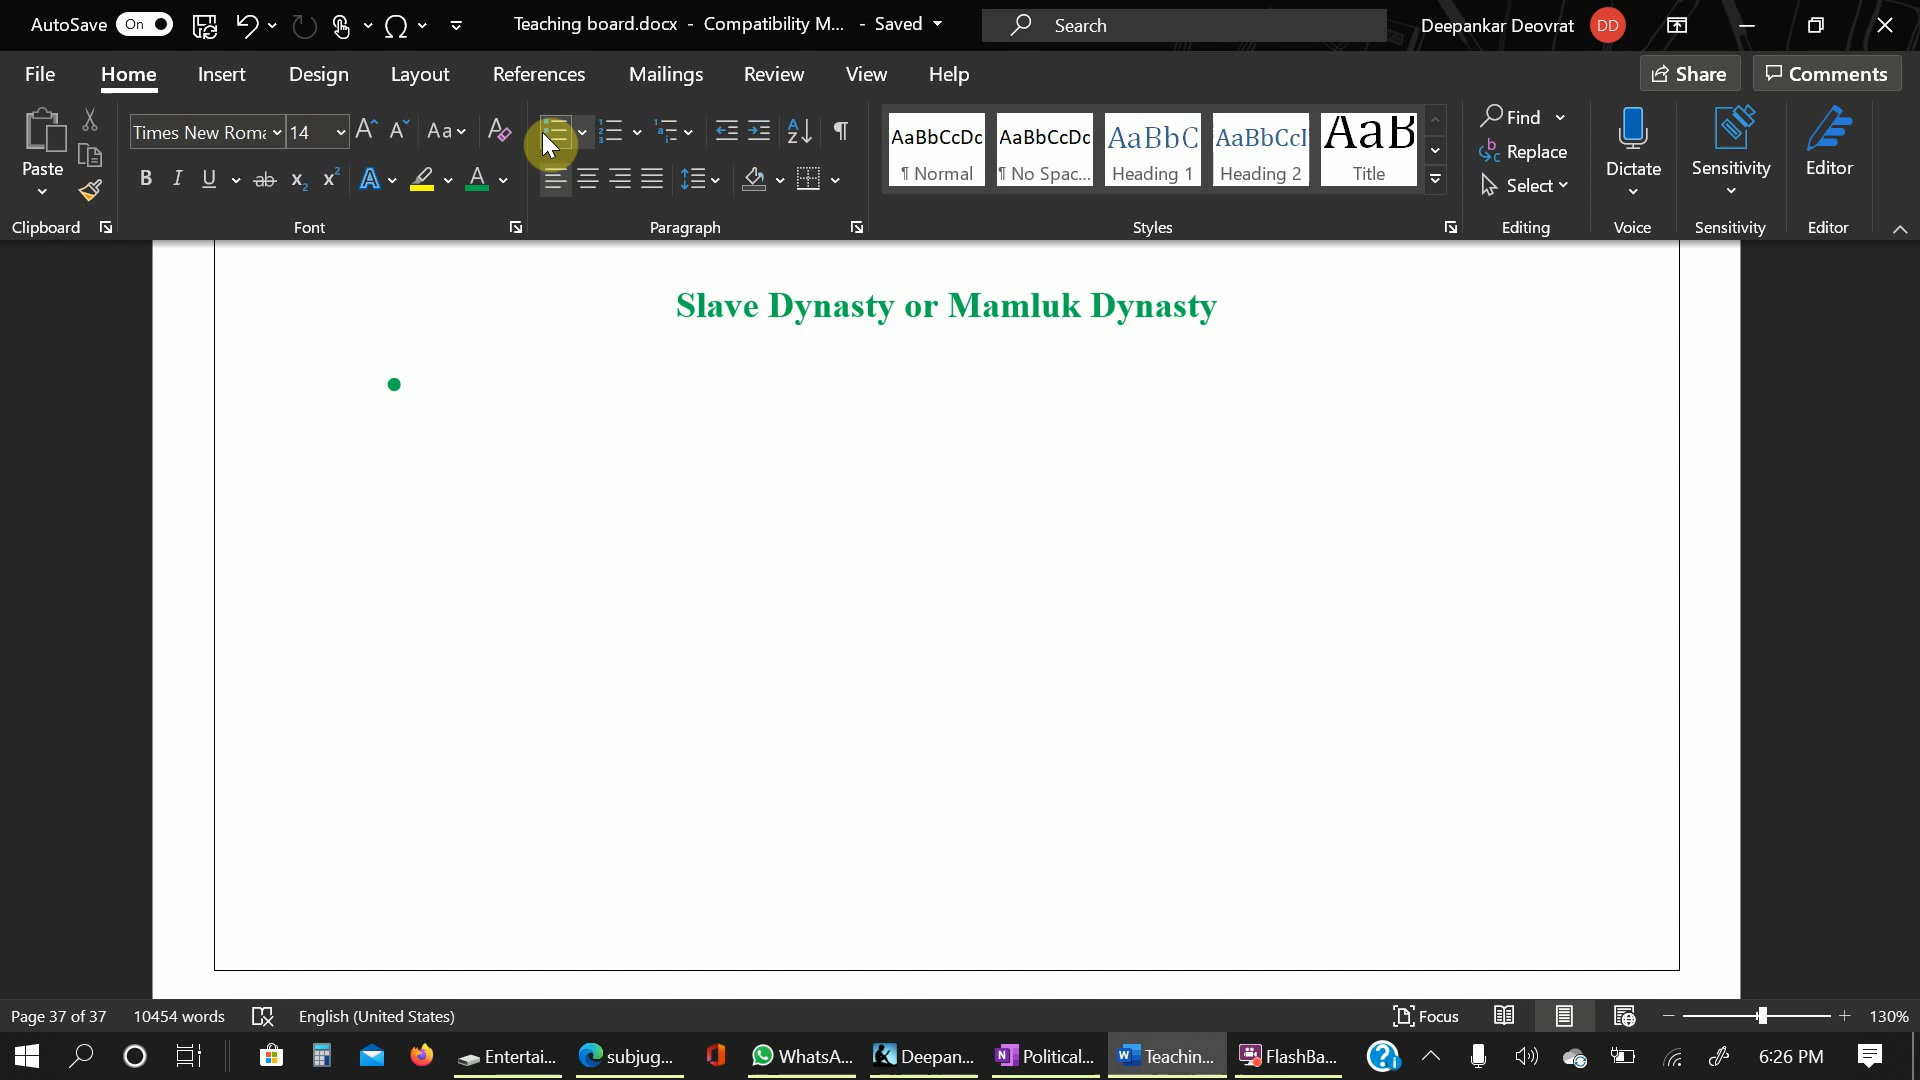 AutoSave On Teaching board.docx - Compatibility M... - Saved Search Deepankar Deovrat DD
File Home Insert Design Layout References Mailings Review View Help Share Comments
Times New Roma 14 Aa
Paste
B I U ab x2 x2 A A
AaBbCcDc AaBbCcDc AaBbC AaBbCcI AaB
¶ Normal ¶ No Spac... Heading 1 Heading 2 Title
Find
Replace
Select
Dictate Sensitivity Editor
Clipboard Font Paragraph Styles Editing Voice Sensitivity Editor
Slave Dynasty or Mamluk Dynasty
Page 37 of 37 10454 words English (United States) Focus 130%
Entertai... subjug... WhatsA... Deepan... Political... Teachin... FlashBa... 6:26 PM